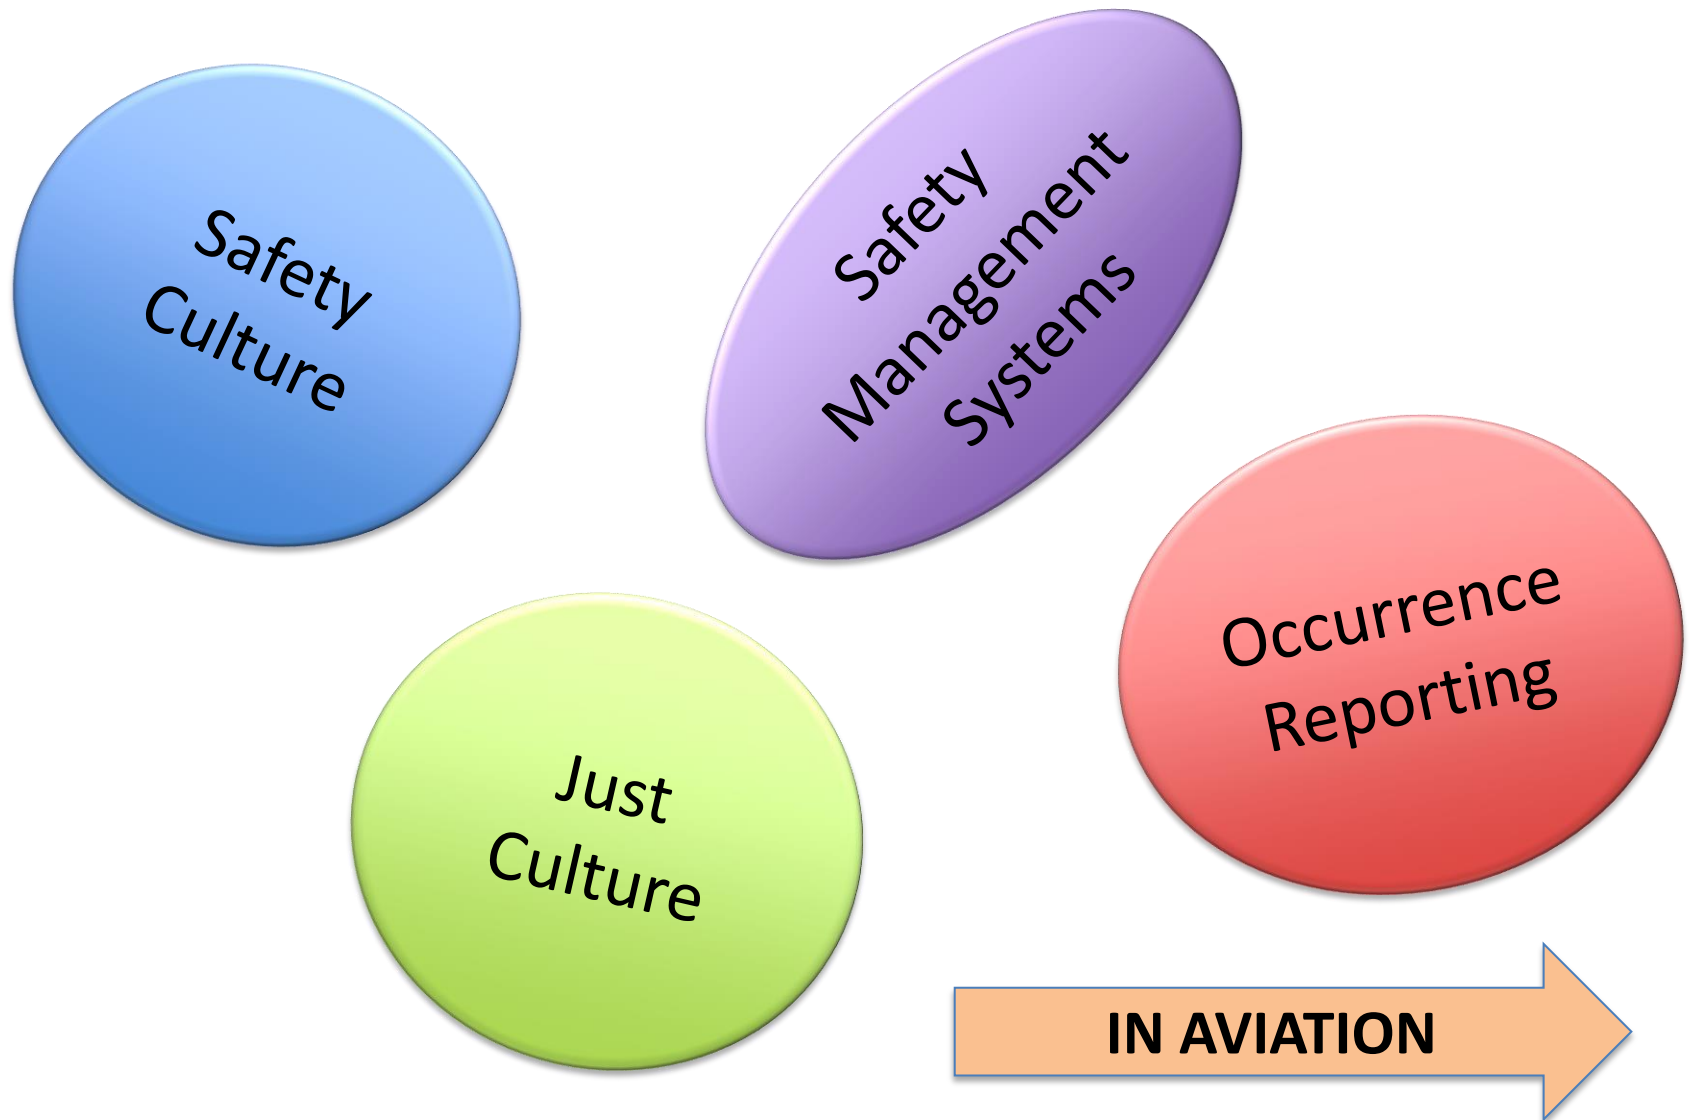 Safety
Culture
Safety
Management
Systems
Occurrence
Reporting
Just
Culture
IN AVIATION